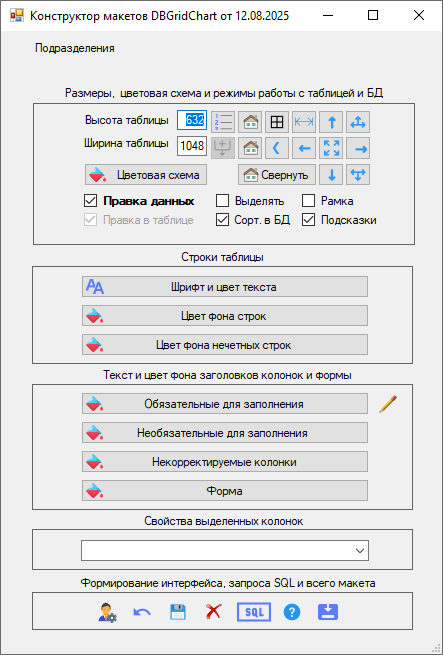 Конструктор макетов DBGridChart от 12.08.2025
Подразделения
Размеры, цветовая схема и режимы работы с таблицей и БД
Высота таблицы 632
Ширина таблицы 1048
Цветовая схема Свернуть
Правка данных Выделять Рамка
Правка в таблице Сорт. в БД Подсказки
Строки таблицы
Шрифт и цвет текста
Цвет фона строк
Цвет фона нечетных строк
Текст и цвет фона заголовков колонок и формы
Обязательные для заполнения
Необязательные для заполнения
Некорректируемые колонки
Форма
Свойства выделенных колонок
Формирование интерфейса, запроса SQL и всего макета
SQL